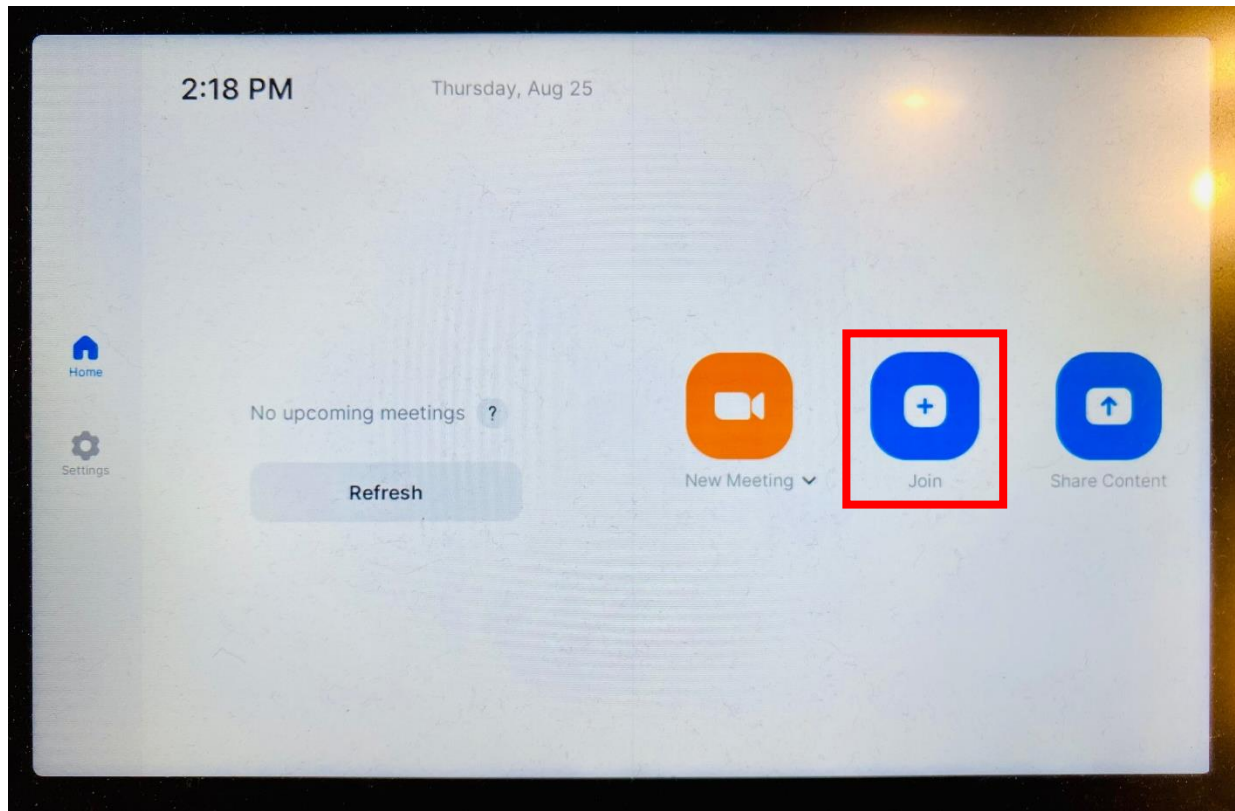 2:18 PM
Thursday, Aug 25
Home
Settings
No upcoming meetings ?
Refresh
New Meeting
Join
Share Content